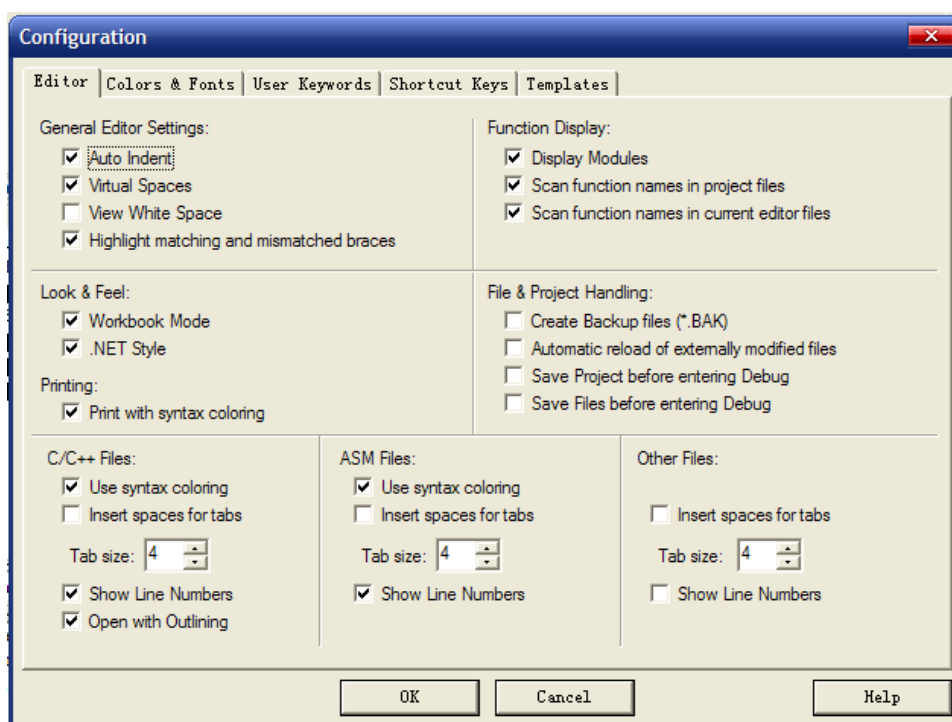 Configuration
Editor Colors & Fonts User Keywords Shortcut Keys Templates
General Editor Settings:
Auto Indent
Virtual Spaces
View White Space
Highlight matching and mismatched braces
Function Display:
Display Modules
Scan function names in project files
Scan function names in current editor files
Look & Feel:
Workbook Mode
.NET Style
Printing:
Print with syntax coloring
File & Project Handling:
Create Backup files (*.BAK)
Automatic reload of externally modified files
Save Project before entering Debug
Save Files before entering Debug
C/C++ Files:
Use syntax coloring
Insert spaces for tabs
Tab size: 4
Show Line Numbers
Open with Outlining
ASM Files:
Use syntax coloring
Insert spaces for tabs
Tab size: 4
Show Line Numbers
Other Files:
Insert spaces for tabs
Tab size: 4
Show Line Numbers
OK Cancel Help